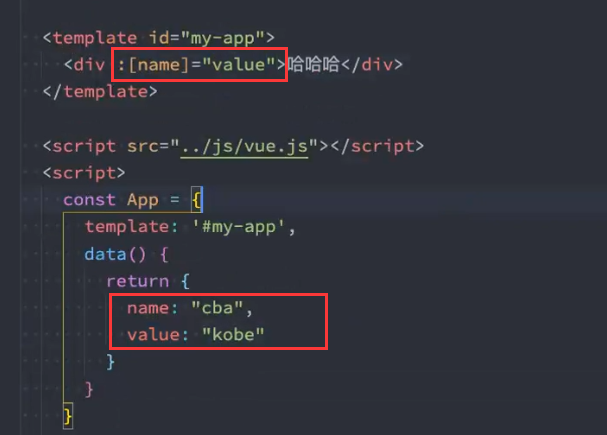 <template id="my-app">
<div :[name]="value">哈哈哈</div>
</template>
<script src="../js/vue.js"></script>
<script>
const App = {
template: '#my-app',
data() {
return {
name: "cba",
value: "kobe"
}
}
}